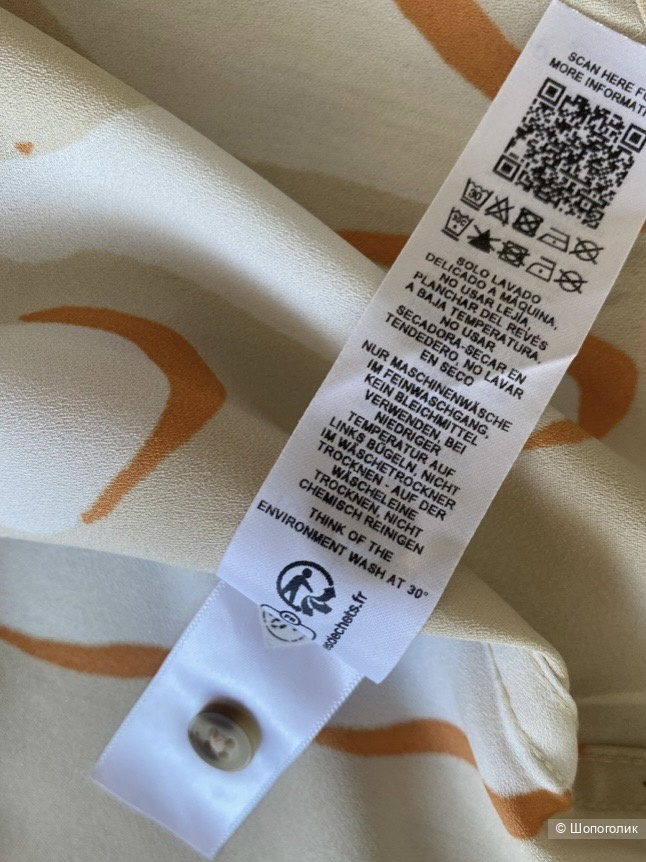 SCAN HERE
MORE
SOLO LAVADO
DELICADO A MÁQUINA,
NO USAR LEJÍA,
PLANCHAR DEL REVÉS
A BAJA TEMPERATURA,
NO USAR
SECADORA-SECAR EN
TENDEDERO, NO LAVAR
EN SECO
NUR MASCHINENWÄSCHE
IM FEINWASCHGANG,
KEIN BLEICHMITTEL
VERWENDEN, BEI
NIEDRIGER
TEMPERATUR AUF
LINKS BÜGELN, NICHT
IM WÄSCHETROCKNER
TROCKNEN - AUF DER
WÄSCHELEINE
TROCKNEN, NICHT
CHEMISCH REINIGEN
THINK OF THE
ENVIRONMENT WASH AT 30°
© Шопоголик